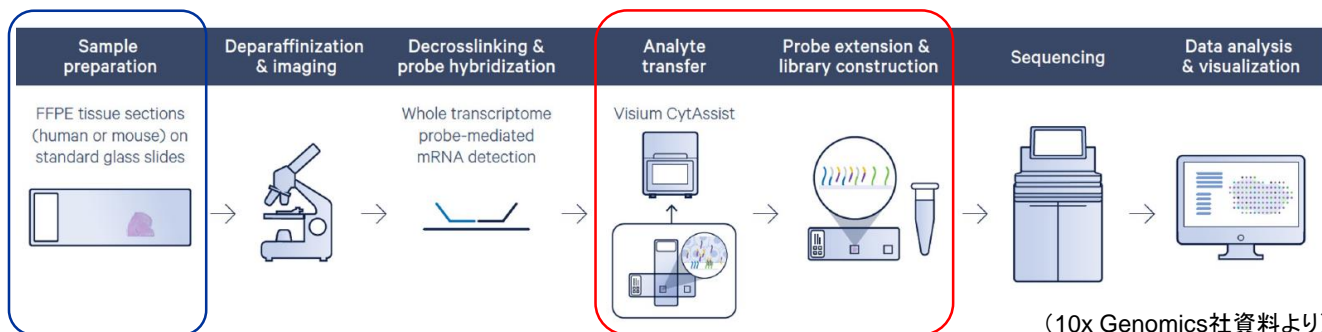 Sample
preparation
Deparaffinization
& imaging
Decrosslinking &
probe hybridization
Analyte
transfer
Probe extension &
library construction
Sequencing
Data analysis
& visualization
FFPE tissue sections
(human or mouse) on
standard glass slides
Whole transcriptome
probe-mediated
mRNA detection
Visium CytAssist
（10x Genomics社資料より